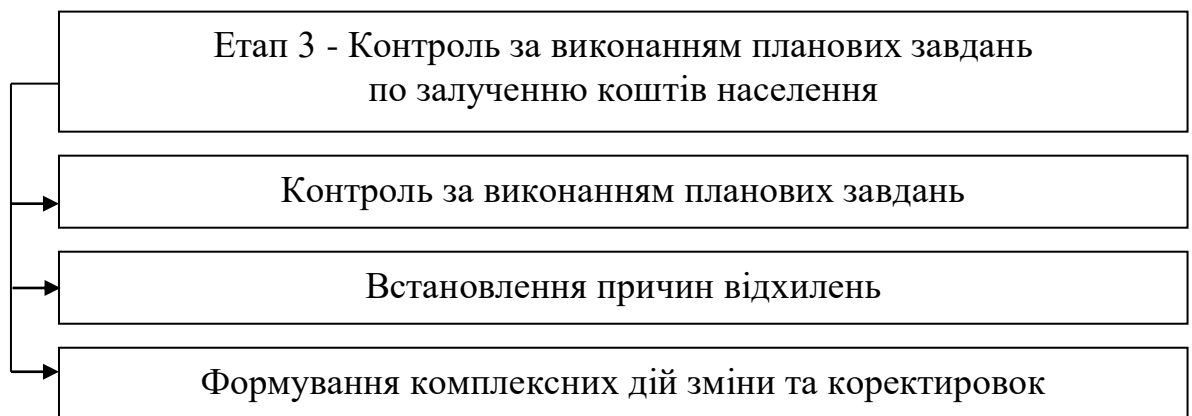 Етап 3 - Контроль за виконанням планових завдань
по залученню коштів населення
Контроль за виконанням планових завдань
Встановлення причин відхилень
Формування комплексних дій зміни та коректировок